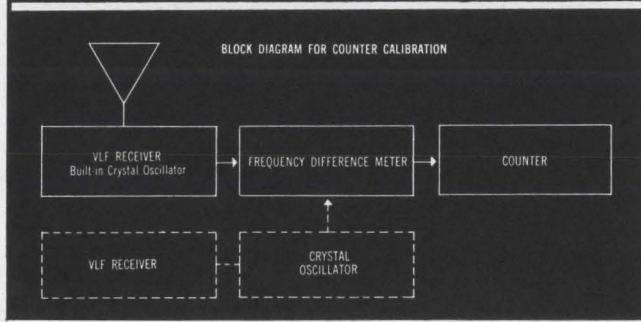 BLOCK DIAGRAM FOR COUNTER CALIBRATION
VLF RECEIVER
Built-in Crystal Oscillator
FREQUENCY DIFFERENCE METER
COUNTER
VLF RECEIVER
CRYSTAL
OSCILLATOR